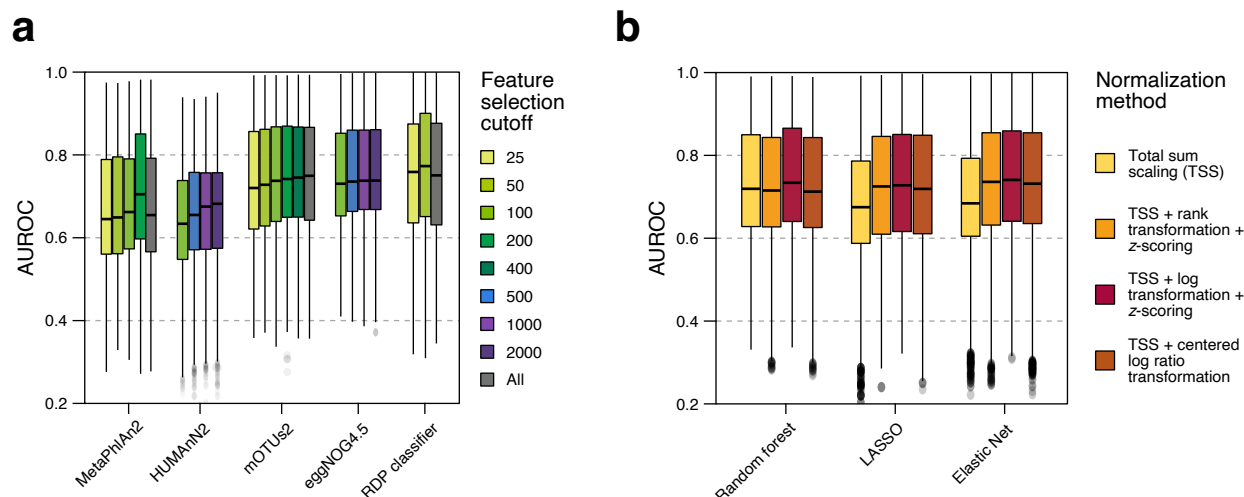 a
AUROC
1.0
0.8
0.6
0.4
0.2
MetaPhlAn2
HUMAnN2
mOTUs2
eggNOG4.5
RDP classifier
Feature
selection
cutoff
25
50
100
200
400
500
1000
2000
All
b
AUROC
1.0
0.8
0.6
0.4
0.2
Random forest
LASSO
Elastic Net
Normalization
method
Total sum
scaling (TSS)
TSS + rank
transformation +
z-scoring
TSS + log
transformation +
z-scoring
TSS + centered
log ratio
transformation